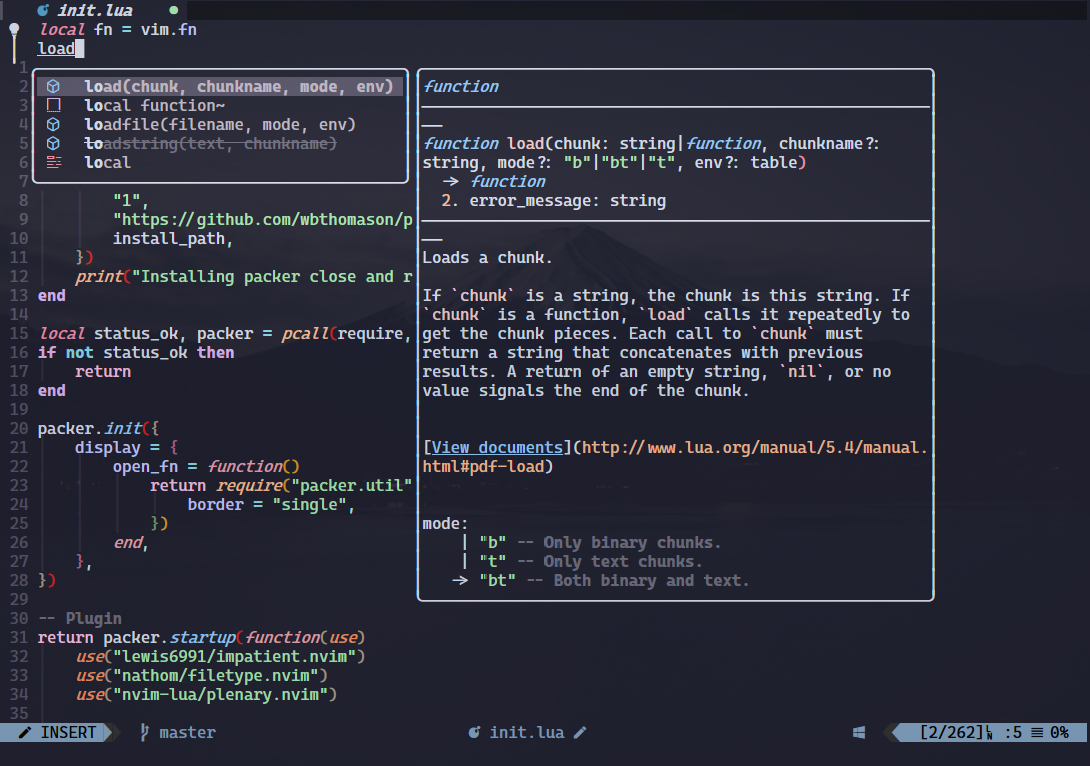 init.lua
local fn = vim.fn
load
1
2 load(chunk, chunkname, mode, env)
3 local function~
4 loadfile(filename, mode, env)
5 loadstring(text, chunkname)
6 local
7
8 "1",
9 "https://github.com/wbthomason/p
10 install_path,
11 })
12 print("Installing packer close and r
13 end
14
15 local status_ok, packer = pcall(require,
16 if not status_ok then
17 return
18 end
19
20 packer.init({
21 display = {
22 open_fn = function()
23 return require("packer.util"
24 border = "single",
25 })
26 end,
27 },
28 })
29
30 -- Plugin
31 return packer.startup(function(use)
32 use("lewis6991/impatient.nvim")
33 use("nathom/filetype.nvim")
34 use("nvim-lua/plenary.nvim")
35
function
function load(chunk: string|function, chunkname?:
string, mode?: "b"|"bt"|"t", env?: table)
-> function
2. error_message: string
Loads a chunk.
If `chunk` is a string, the chunk is this string. If
`chunk` is a function, `load` calls it repeatedly to
get the chunk pieces. Each call to `chunk` must
return a string that concatenates with previous
results. A return of an empty string, `nil`, or no
value signals the end of the chunk.
[View documents](http://www.lua.org/manual/5.4/manual.
html#pdf-load)
mode:
| "b" -- Only binary chunks.
| "t" -- Only text chunks.
-> "bt" -- Both binary and text.
INSERT master init.lua [2/262] LN :5 0%